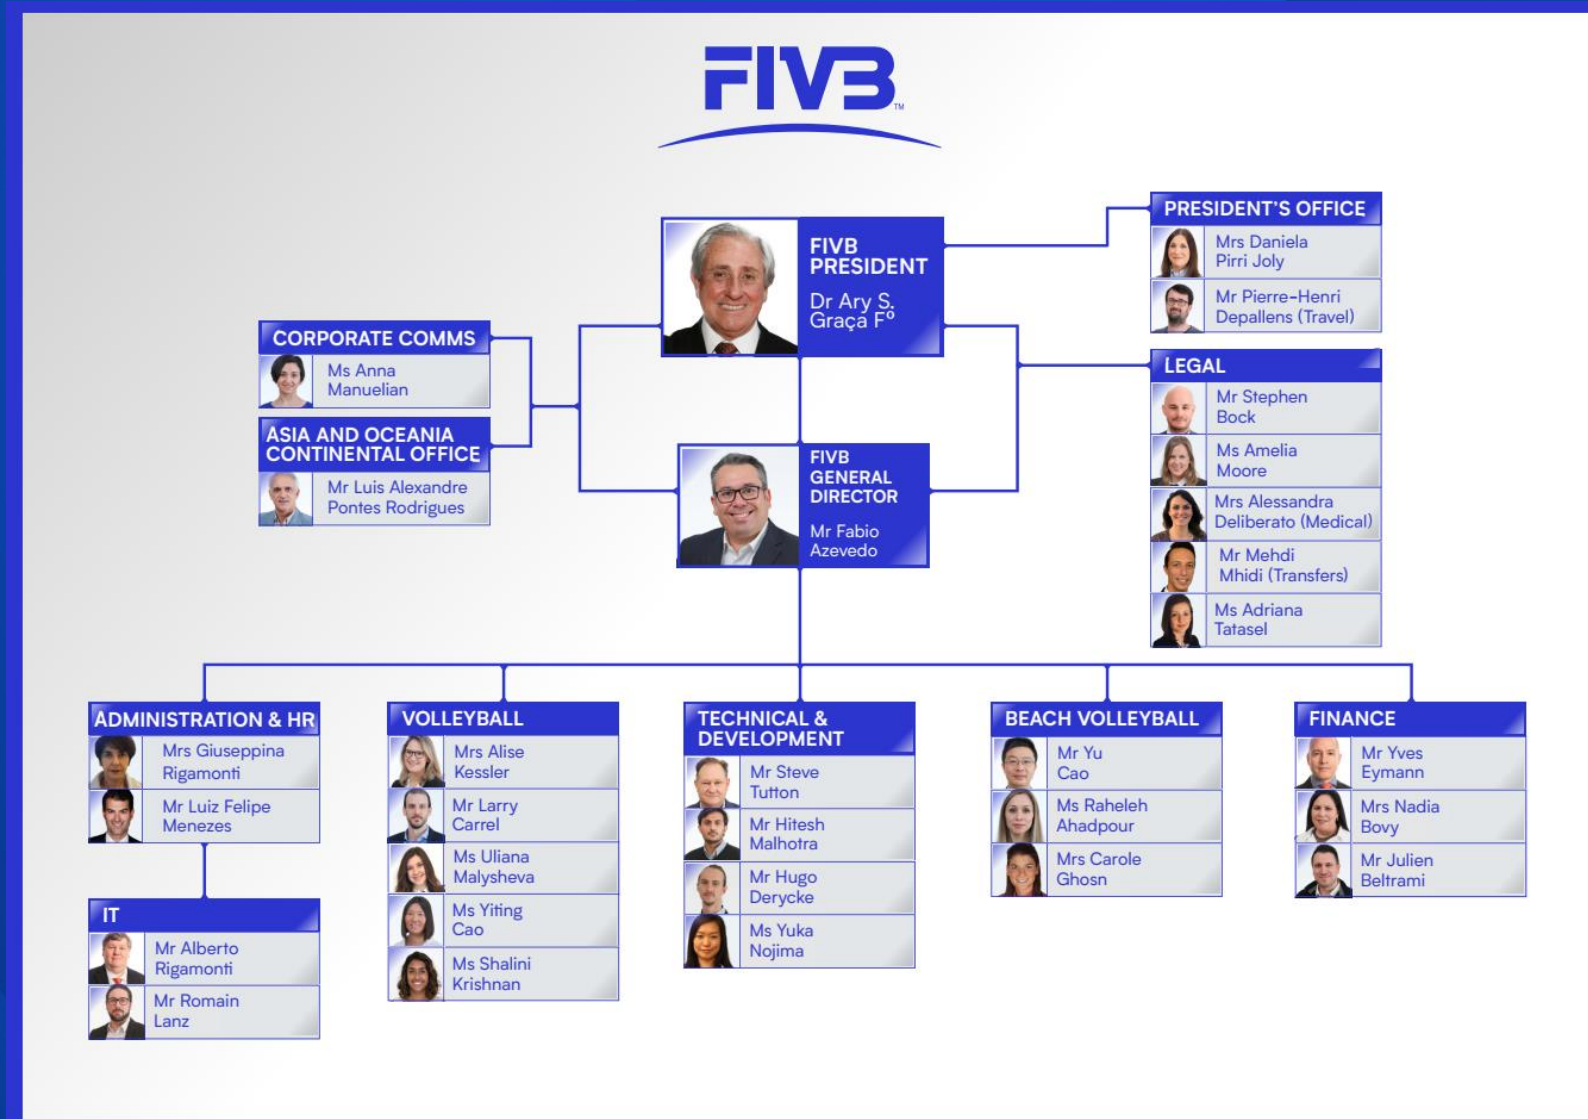 FIVB
TM
FIVB
PRESIDENT
Dr Ary S.
Graça Fº
PRESIDENT'S OFFICE
Mrs Daniela
Pirri Joly
Mr Pierre-Henri
Depallens (Travel)
CORPORATE COMMS
Ms Anna
Manuelian
ASIA AND OCEANIA
CONTINENTAL OFFICE
Mr Luis Alexandre
Pontes Rodrigues
FIVB
GENERAL
DIRECTOR
Mr Fabio
Azevedo
LEGAL
Mr Stephen
Bock
Ms Amelia
Moore
Mrs Alessandra
Deliberato (Medical)
Mr Mehdi
Mhidi (Transfers)
Ms Adriana
Tatasel
ADMINISTRATION & HR
Mrs Giuseppina
Rigamonti
Mr Luiz Felipe
Menezes
IT
Mr Alberto
Rigamonti
Mr Romain
Lanz
VOLLEYBALL
Mrs Alise
Kessler
Mr Larry
Carrel
Ms Uliana
Malysheva
Ms Yiting
Cao
Ms Shalini
Krishnan
TECHNICAL &
DEVELOPMENT
Mr Steve
Tutton
Mr Hitesh
Malhotra
Mr Hugo
Derycke
Ms Yuka
Nojima
BEACH VOLLEYBALL
Mr Yu
Cao
Ms Raheleh
Ahadpour
Mrs Carole
Ghosn
FINANCE
Mr Yves
Eymann
Mrs Nadia
Bovy
Mr Julien
Beltrami